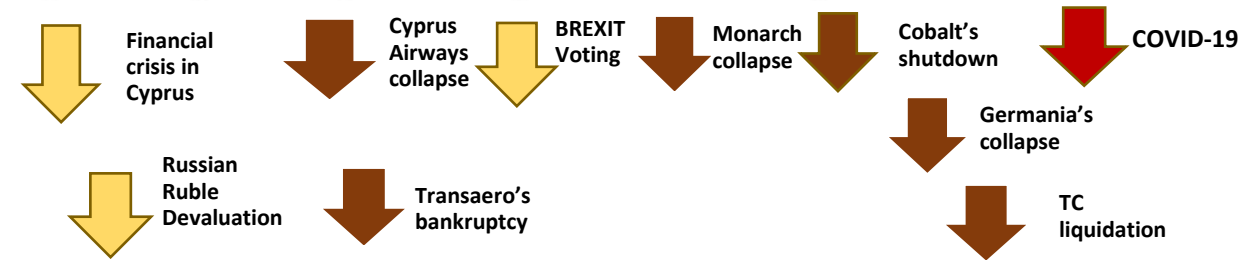 Financial
crisis in
Cyprus
Cyprus
Airways
collapse
BREXIT
Voting
Monarch
collapse
Cobalt’s
shutdown
COVID-19
Germania’s
collapse
Russian
Ruble
Devaluation
Transaero’s
bankruptcy
TC
liquidation